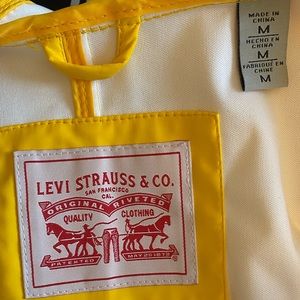 MADE IN
CHINA
M
HECHO EN
CHINA
M
FABRIQUÉ EN
CHINE
M
LEVI STRAUSS & CO.
SAN FRANCISCO
CAL.
ORIGINAL RIVETED
QUALITY CLOTHING
PATENTED MAY 20 1873